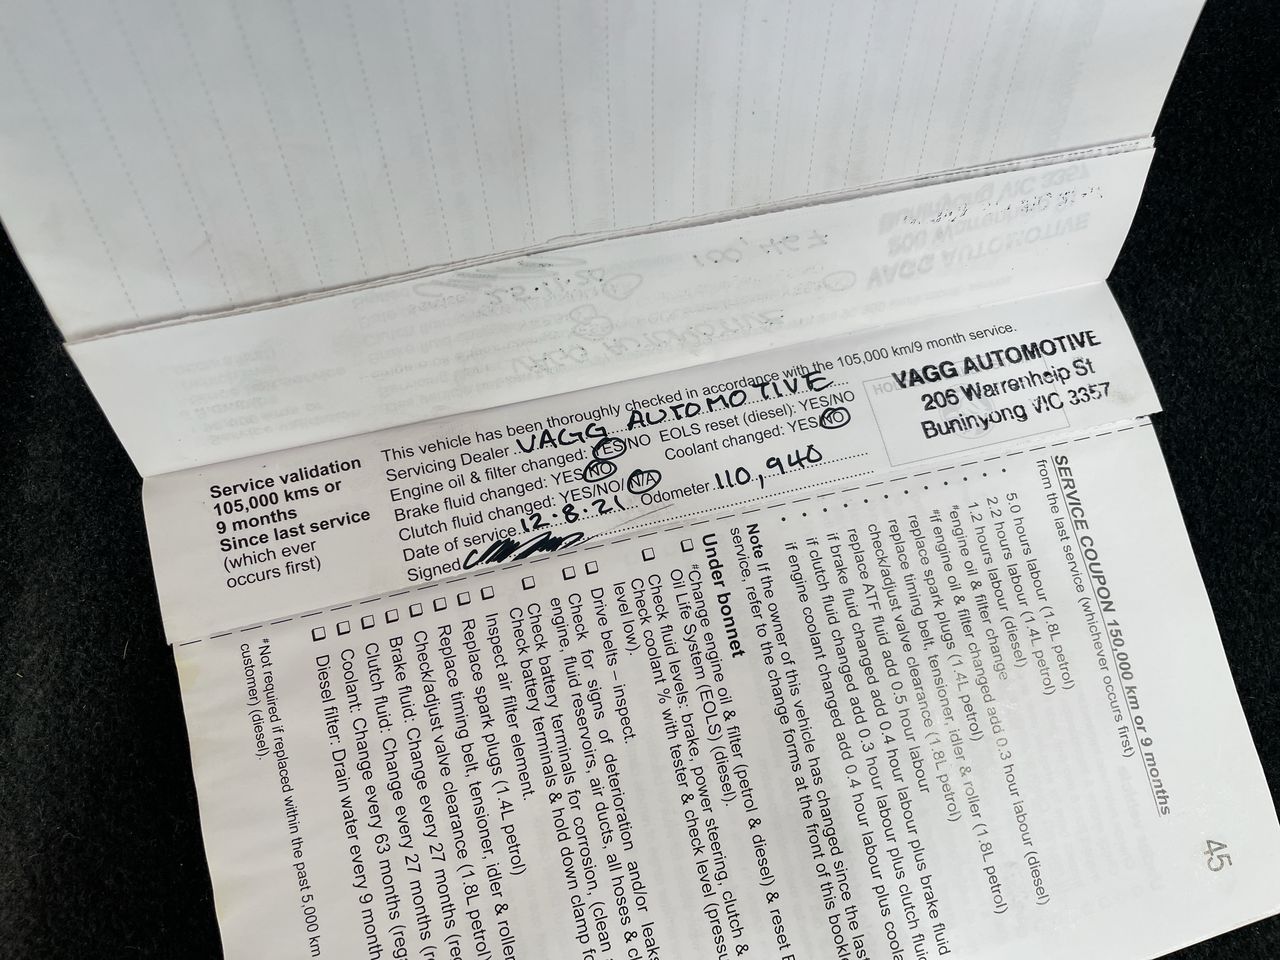 Service validation
105,000 kms or
9 months
Since last service
(which ever
occurs first)
This vehicle has been thoroughly checked in accordance with the 105,000 km/9 month service.
Servicing Dealer VAGG AUTOMOTIVE
Engine oil & filter changed: YES/NO EOLS reset (diesel): YES/NO
Brake fluid changed: YES/NO Coolant changed: YES/NO
Clutch fluid changed: YES/NO/N/A
Date of service 12.8.21 Odometer 110,940
Signed
VAGG AUTOMOTIVE
206 Warrenheip St
Buninyong VIC 3357
SERVICE COUPON 150,000 km or 9 months
from the last service (whichever occurs first)
5.0 hours labour (1.8L petrol)
2.2 hours labour (1.4L petrol)
1.2 hours labour (diesel)
#engine oil & filter change
#if engine oil & filter changed add 0.3 hour labour (diesel)
replace spark plugs (1.4L petrol)
replace timing belt, tensioner, idler & roller (1.8L petrol)
check/adjust valve clearance (1.8L petrol)
replace ATF fluid add 0.5 hour labour
if brake fluid changed add 0.4 hour labour plus brake fluid
if clutch fluid changed add 0.3 hour labour plus clutch
if engine coolant changed add 0.4 hour labour plus
Note If the owner of this vehicle has changed since the
service, refer to the change forms at the front of this
Under bonnet
#Change engine oil & filter (petrol & diesel) & reset
Oil Life System (EOLS) (diesel).
Check fluid levels: brake, power steering, clutch &
Check coolant % with tester & check level
level low).
Drive belts – inspect.
Check for signs of deterioration and/or leaks
engine, fluid reservoirs, air ducts, all hoses &
Check battery terminals for corrosion, (clean
Check battery terminals & hold down clamp
Inspect air filter element.
Replace spark plugs (1.4L petrol)
Replace timing belt, tensioner, idler & roller
Check/adjust valve clearance (1.8L petrol)
Brake fluid: Change every 27 months
Clutch fluid: Change every 27 months
Coolant: Change every 63 months
Diesel filter: Drain water every 9
#Not required if replaced within the past 5,000 km
customer) (diesel).
45